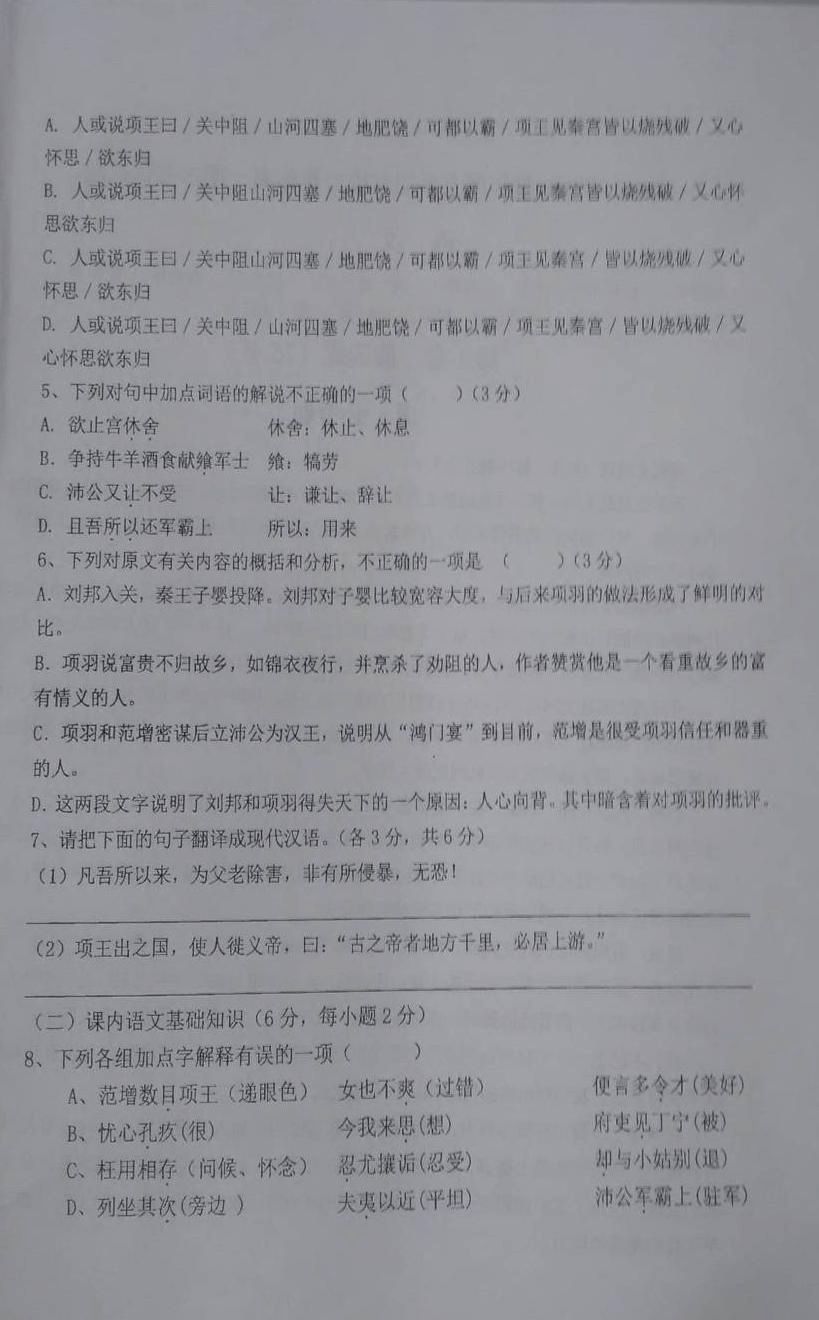 A. 人或说项王曰/关中阻/山河四塞/地肥饶/可都以霸/项王见秦宫皆以烧残破/又心
怀思/欲东归
B. 人或说项王曰/关中阻山河四塞/地肥饶/可都以霸/项王见秦宫皆以烧残破/又心怀
思欲东归
C. 人或说项王曰/关中阻山河四塞/地肥饶/可都以霸/项王见秦宫/皆以烧残破/又心
怀思/欲东归
D. 人或说项王曰/关中阻/山河四塞/地肥饶/可都以霸/项王见秦宫/皆以烧残破/又
心怀思欲东归
5、下列对句中加点词语的解说不正确的一项（ ）（3分）
A. 欲止宫休舍 休舍：休止、休息
B. 争持牛羊酒食献飨军士 飨：犒劳
C. 沛公又让不受 让：谦让、辞让
D. 且吾所以还军霸上 所以：用来
6、下列对原文有关内容的概括和分析，不正确的一项是 （ ）（3分）
A. 刘邦入关，秦王子婴投降。刘邦对子婴比较宽容大度，与后来项羽的做法形成了鲜明的对
比。
B. 项羽说富贵不归故乡，如锦衣夜行，并烹杀了劝阻的人，作者赞赏他是一个看重故乡的富
有情义的人。
C. 项羽和范增密谋后立沛公为汉王，说明从“鸿门宴”到目前，范增是很受项羽信任和器重
的人。
D. 这两段文字说明了刘邦和项羽得失天下的一个原因：人心向背。其中暗含着对项羽的批评。
7、请把下面的句子翻译成现代汉语。（各3分，共6分）
（1）凡吾所以来，为父老除害，非有所侵暴，无恐！
（2）项王出之国，使人徙义帝，曰：“古之帝者地方千里，必居上游。”
（二）课内语文基础知识（6分，每小题2分）
8、下列各组加点字解释有误的一项（ ）
A、范增数目项王（递眼色） 女也不爽（过错） 便言多令才(美好)
B、忧心孔疚(很) 今我来思(想) 府吏见丁宁(被)
C、枉用相存（问候、怀念） 忍尤攘诟(忍受) 却与小姑别(退)
D、列坐其次(旁边 ） 夫夷以近(平坦) 沛公军霸上(驻军)